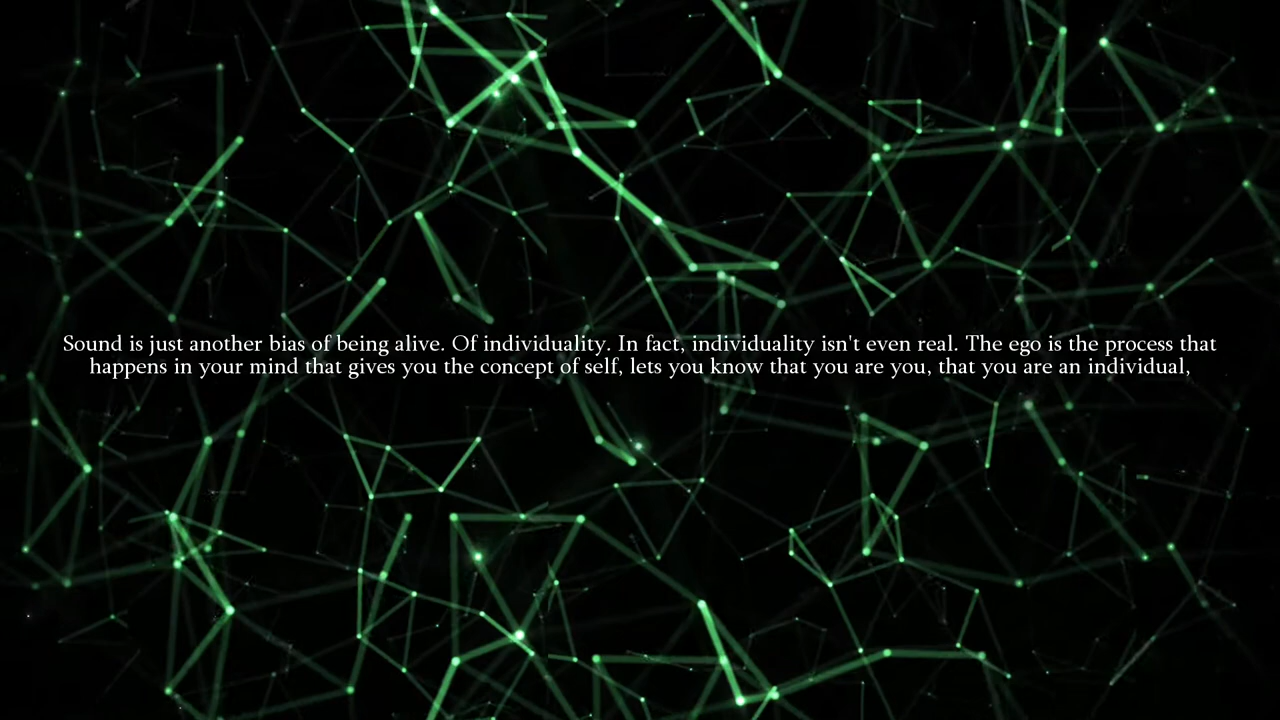 Sound is just another bias of being alive. Of individuality. In fact, individuality isn't even real. The ego is the process that
happens in your mind that gives you the concept of self, lets you know that you are you, that you are an individual,